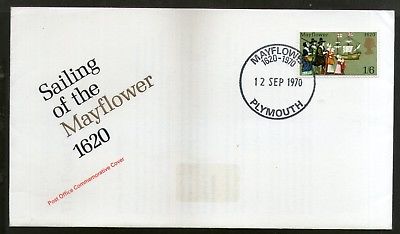 Sailing
of the
Mayflower
1620
Post Office Commemorative Cover
MAYFLOWER
1620-1970
12 SEP 1970
PLYMOUTH
Mayflower 1620
1/6